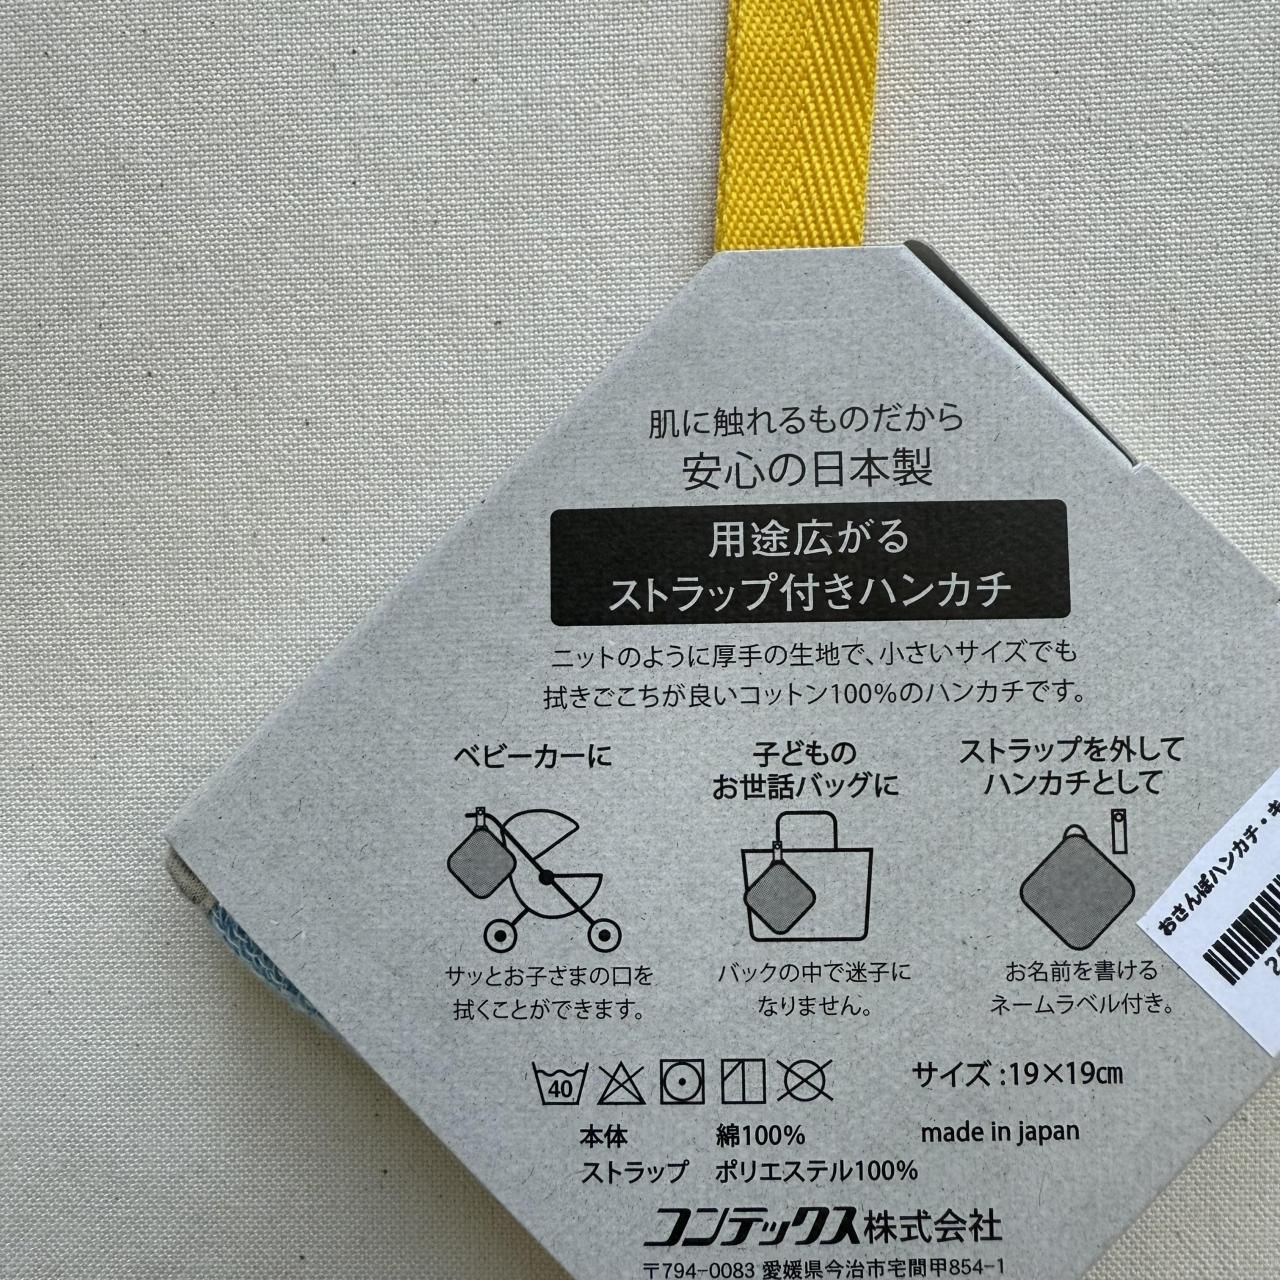 肌に触れるものだから
安心の日本製
用途広がる
ストラップ付きハンカチ
ニットのように厚手の生地で、小さいサイズでも
拭きごこちが良いコットン100%のハンカチです。
ベビーカーに
サッとお子さまの口を
拭くことができます。
子どもの
お世話バッグに
バックの中で迷子に
なりません。
ストラップを外して
ハンカチとして
お名前を書ける
ネームラベル付き。
おさんぽハンカチ・
40
サイズ:19×19㎝
本体 綿100%
made in japan
ストラップ ポリエステル100%
コンテックス株式会社
〒794-0083 愛媛県今治市宅間甲854-1